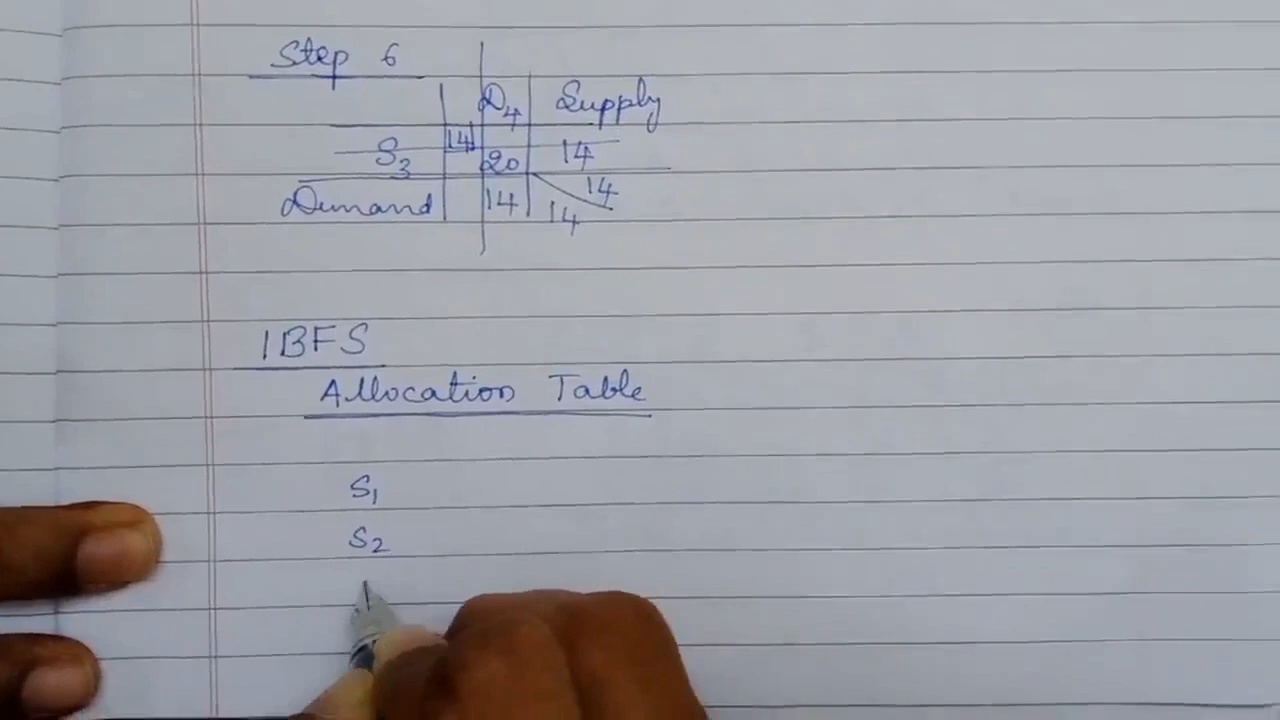 Step 6
D4 Supply
S3 14 20 14
Demand 14 14 14
IBFS
Allocation Table
S1
S2